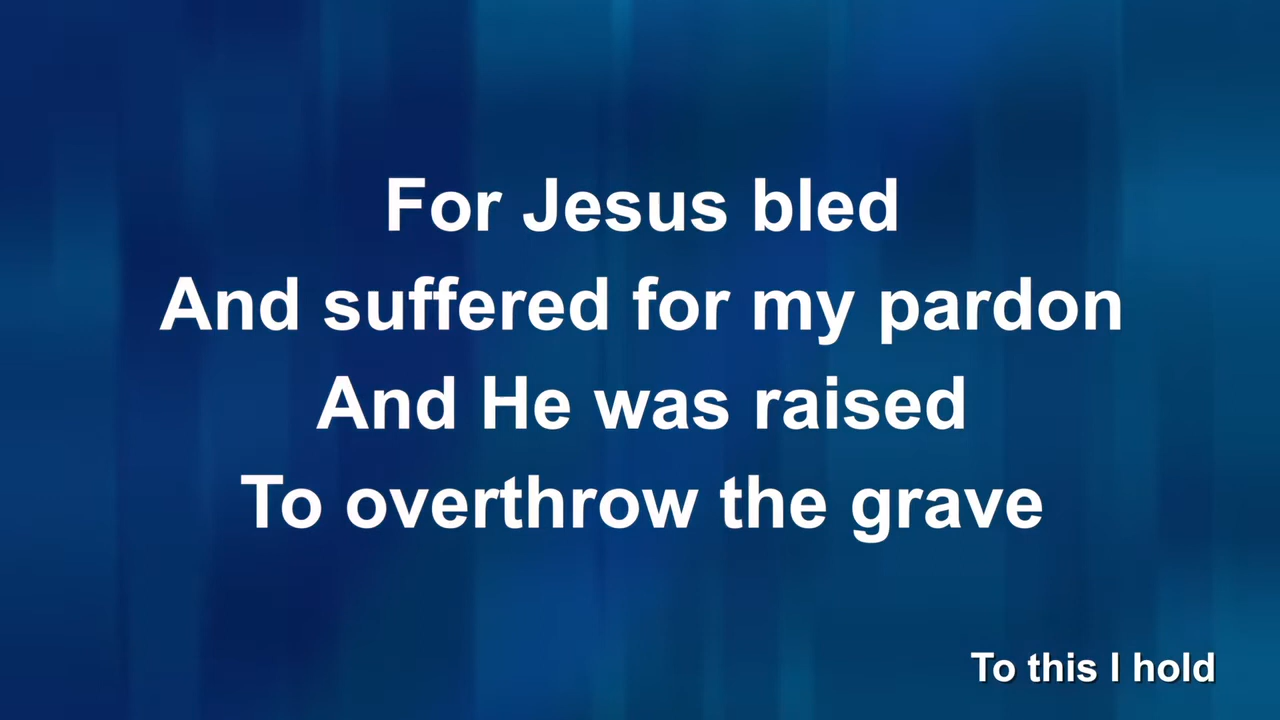 For Jesus bled
And suffered for my pardon
And He was raised
To overthrow the grave
To this I hold